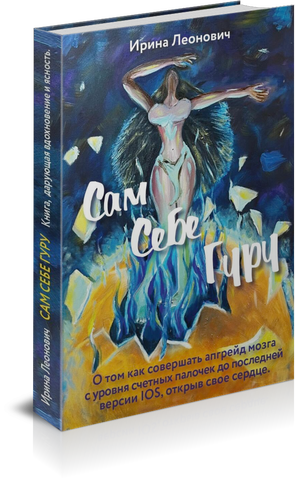 Ирина Леонович
Сам
Себе
Гуру
О том как совершать апгрейд мозга
с уровня счетных палочек до последней
версии IOS, открыв свое сердце.
Ирина Леонович САМ СЕБЕ ГУРУ Книга, дарующая вдохновение и ясность.